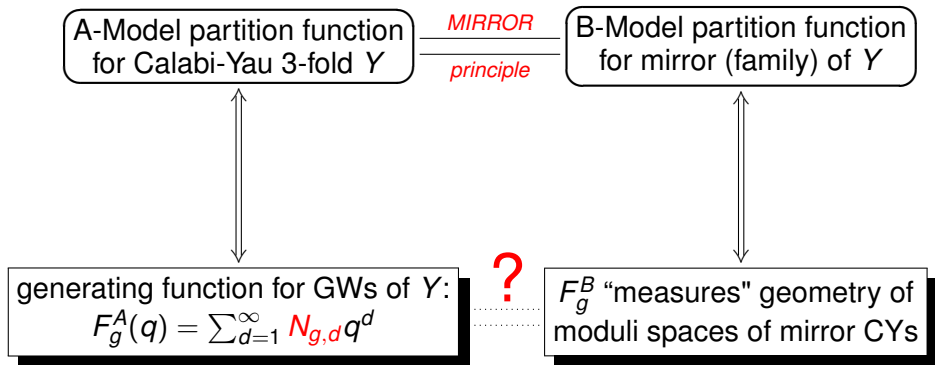 A-Model partition function
for Calabi-Yau 3-fold Y
MIRROR
principle
B-Model partition function
for mirror (family) of Y
generating function for GWs of Y:
F_g^A(q) = ∑_{d=1}^∞ N_{g,d} q^d
?
F_g^B “measures" geometry of
moduli spaces of mirror CYs